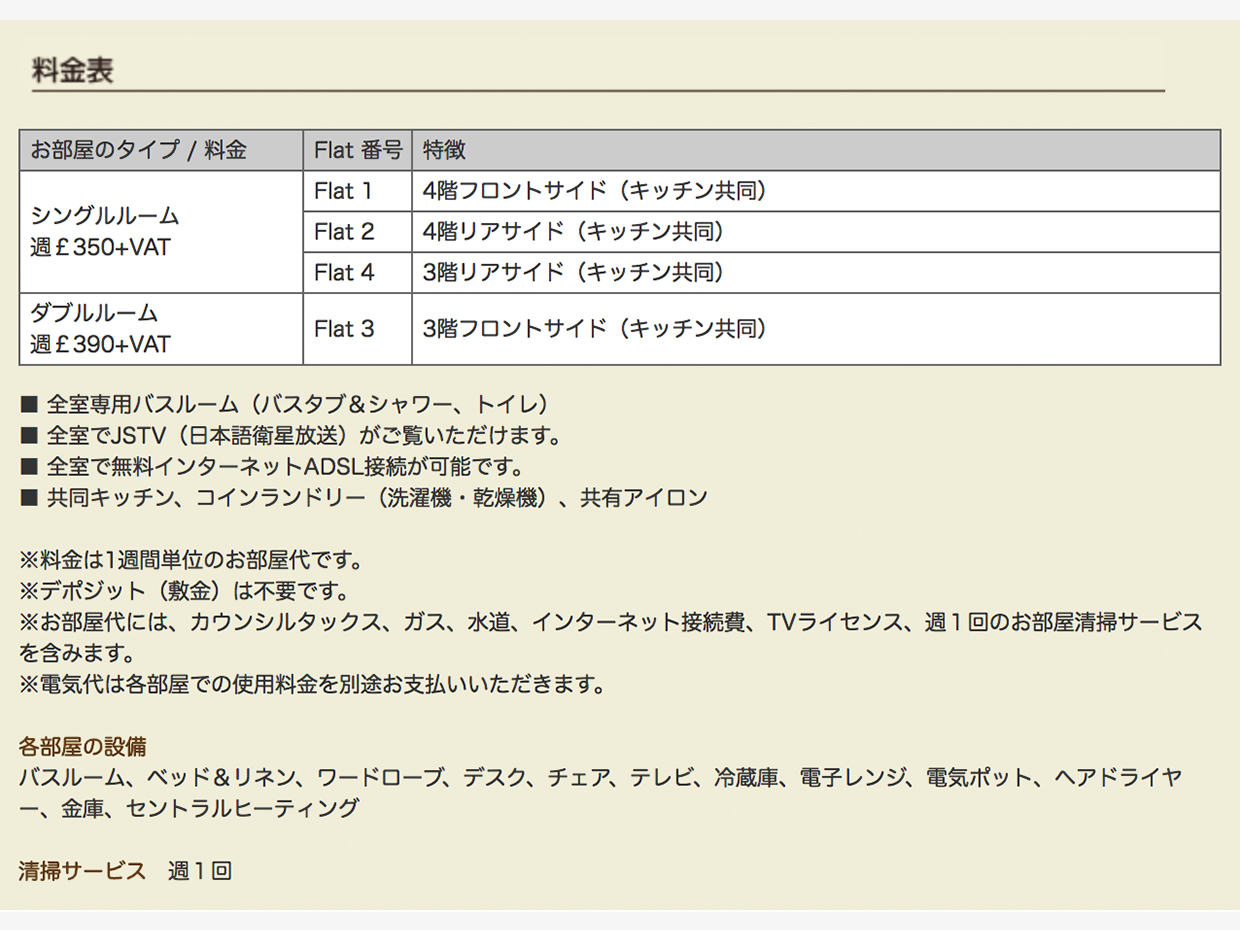 料金表
お部屋のタイプ / 料金 Flat 番号 特徴
シングルルーム
週£350+VAT
Flat 1 4階フロントサイド（キッチン共同）
Flat 2 4階リアサイド（キッチン共同）
Flat 4 3階リアサイド（キッチン共同）
ダブルルーム
週£390+VAT
Flat 3 3階フロントサイド（キッチン共同）
■ 全室専用バスルーム（バスタブ＆シャワー、トイレ）
■ 全室でJSTV（日本語衛星放送）がご覧いただけます。
■ 全室で無料インターネットADSL接続が可能です。
■ 共同キッチン、コインランドリー（洗濯機・乾燥機）、共有アイロン
※料金は1週間単位のお部屋代です。
※デポジット（敷金）は不要です。
※お部屋代には、カウンシルタックス、ガス、水道、インターネット接続費、TVライセンス、週１回のお部屋清掃サービス
を含みます。
※電気代は各部屋での使用料金を別途お支払いいただきます。
各部屋の設備
バスルーム、ベッド＆リネン、ワードローブ、デスク、チェア、テレビ、冷蔵庫、電子レンジ、電気ポット、ヘアドライヤ
ー、金庫、セントラルヒーティング
清掃サービス　週１回